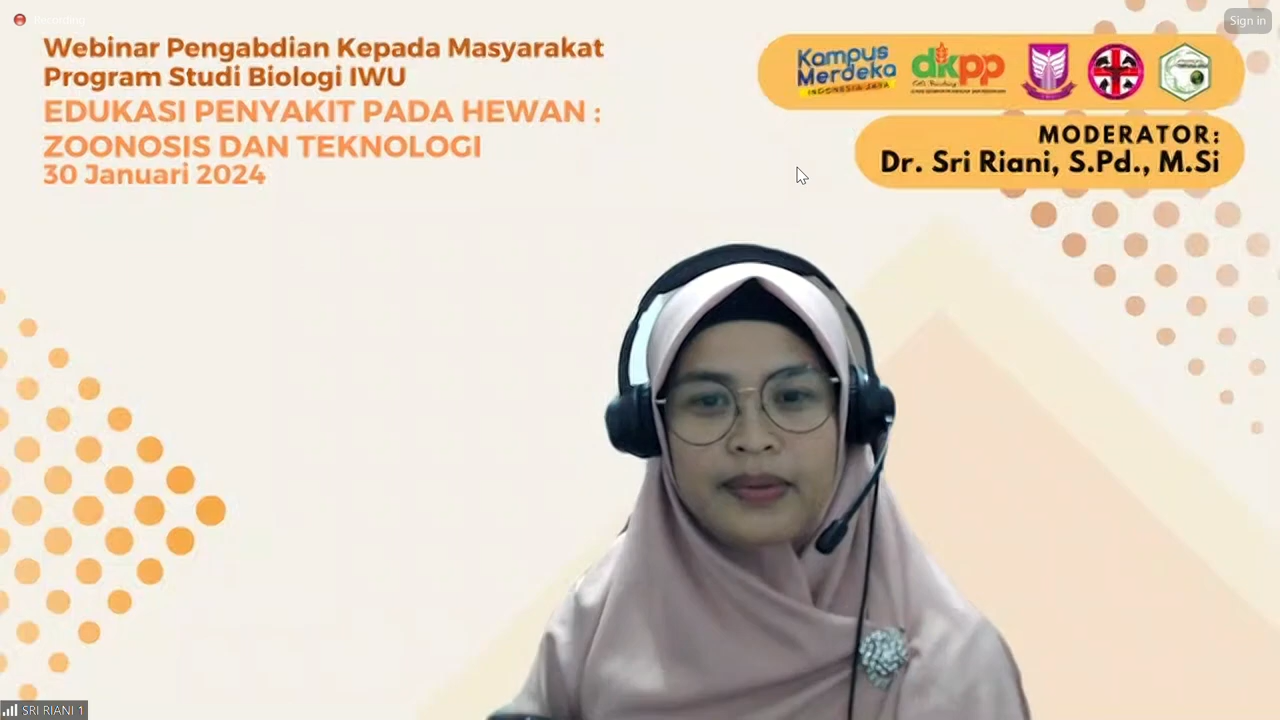 Recording
Sign in
Webinar Pengabdian Kepada Masyarakat
Program Studi Biologi IWU
EDUKASI PENYAKIT PADA HEWAN :
ZOONOSIS DAN TEKNOLOGI
30 Januari 2024
Kampus
Merdeka
INDONESIA JAYA
dkpp
MODERATOR:
Dr. Sri Riani, S.Pd., M.Si
SRI RIANI 1